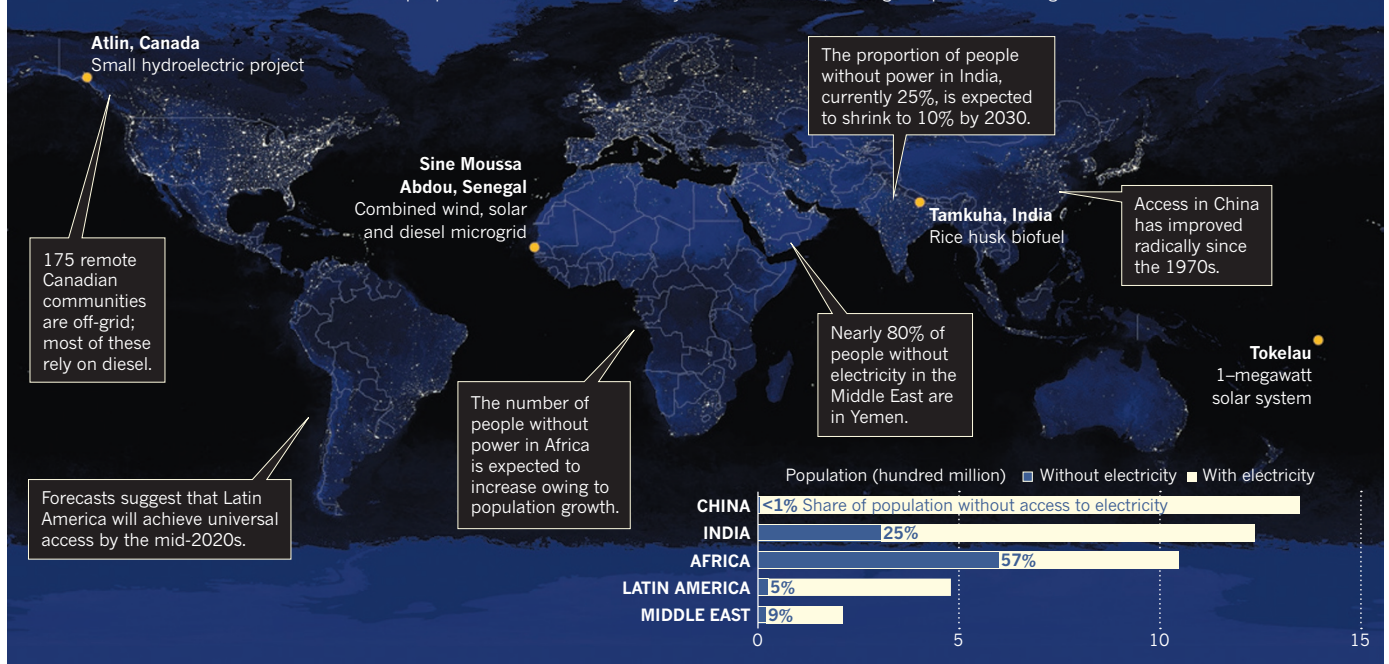 Atlin, Canada
Small hydroelectric project
The proportion of people
without power in India,
currently 25%, is expected
to shrink to 10% by 2030.
Sine Moussa
Abdou, Senegal
Combined wind, solar
and diesel microgrid
Tamkuha, India
Rice husk biofuel
Access in China
has improved
radically since
the 1970s.
175 remote
Canadian
communities
are off-grid;
most of these
rely on diesel.
Nearly 80% of
people without
electricity in the
Middle East are
in Yemen.
Tokelau
1–megawatt
solar system
The number of
people without
power in Africa
is expected to
increase owing to
population growth.
Forecasts suggest that Latin
America will achieve universal
access by the mid-2020s.
Population (hundred million) Without electricity With electricity
CHINA <1% Share of population without access to electricity
INDIA 25%
AFRICA 57%
LATIN AMERICA 5%
MIDDLE EAST 9%
0 5 10 15